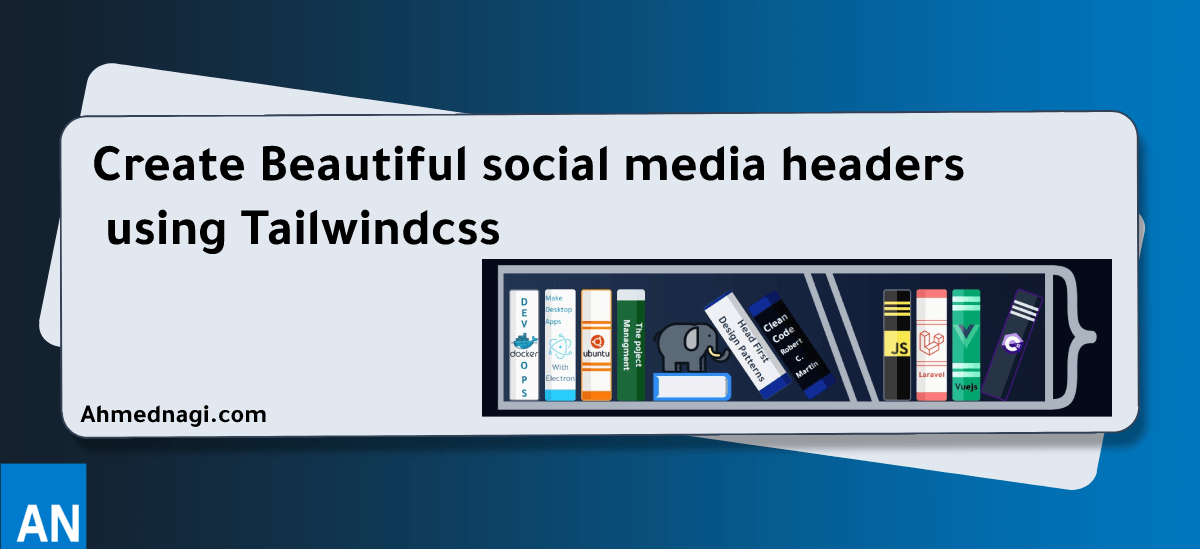 Create Beautiful social media headers
using Tailwindcss
DEV
docker
OPS
Make
Desktop
Apps
With
Electron
ubuntu
The poject
Managment
Head First
Design Patterns
Clean
Code
Robert
C.
Martin
JS
Laravel
Vuejs
C
Ahmednagi.com
AN